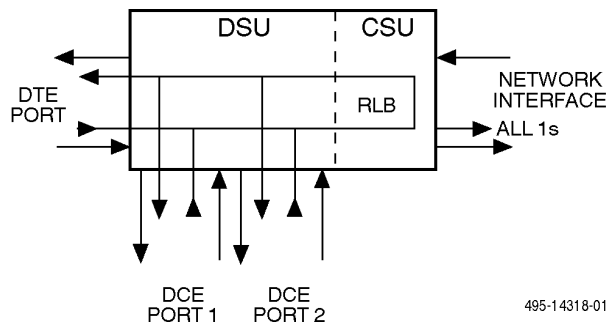 DSU
CSU
DTE
PORT
RLB
NETWORK
INTERFACE
ALL 1s
DCE
PORT 1
DCE
PORT 2
495-14318-01